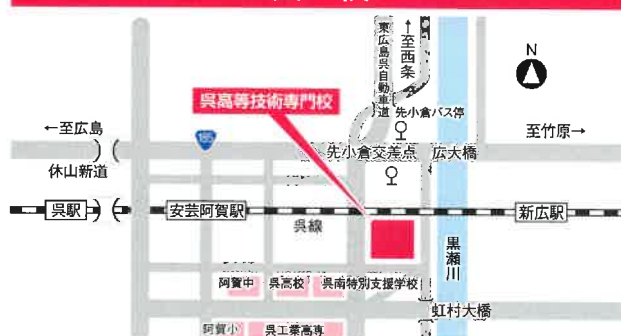 東広島呉自動車道
↑至西条
N
呉高等技術専門校
先小倉バス停
←至広島
185
至竹原→
先小倉交差点
広大橋
休山新道
呉駅
安芸阿賀駅
新広駅
呉線
黒瀬川
阿賀中
呉高校
呉南特別支援学校
虹村大橋
阿賀小
呉工業高専